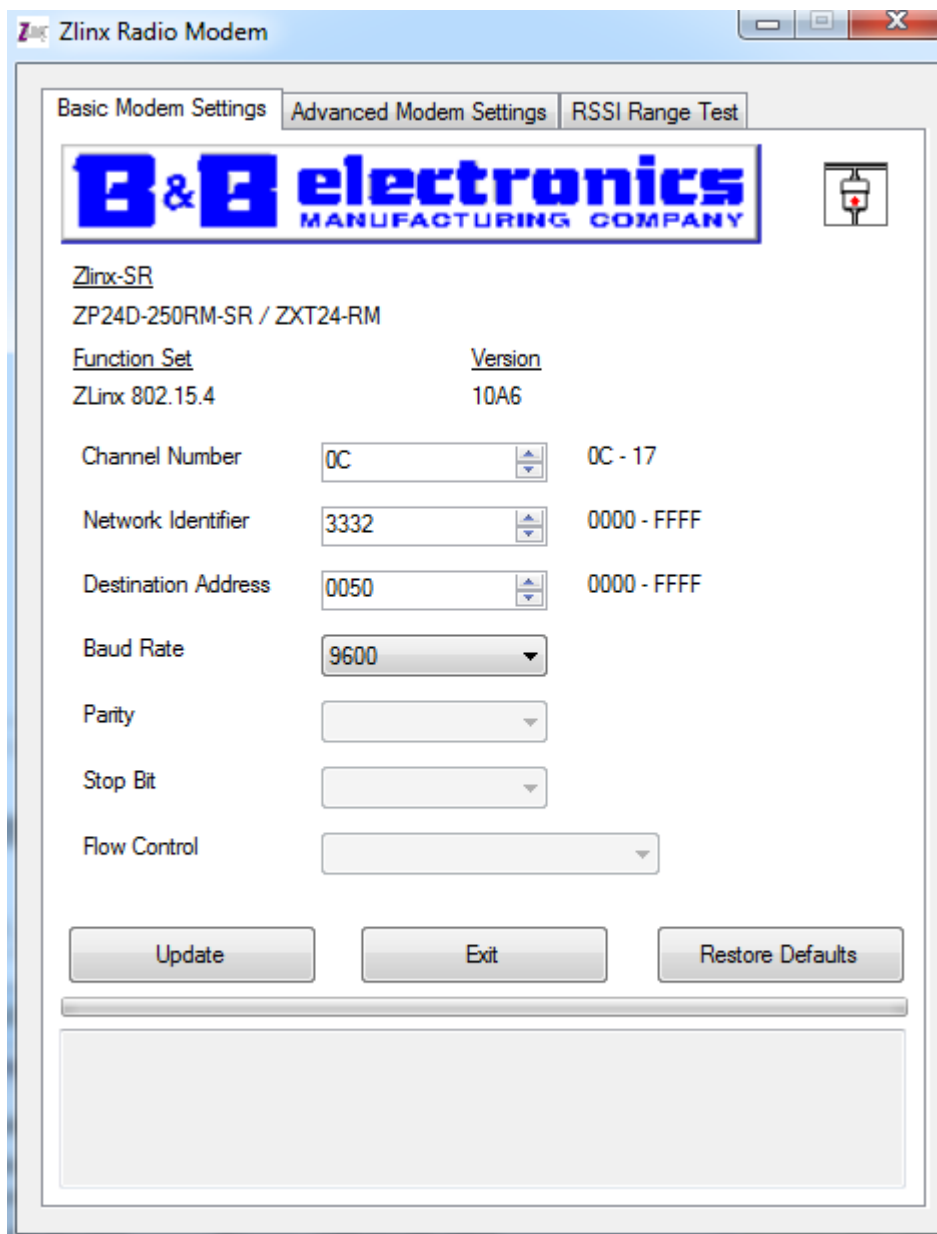 Zlinx Radio Modem
Basic Modem Settings Advanced Modem Settings RSSI Range Test
B&B electronics
MANUFACTURING COMPANY
Zlinx-SR
ZP24D-250RM-SR / ZXT24-RM
Function Set Version
ZLinx 802.15.4 10A6
Channel Number 0C 0C - 17
Network Identifier 3332 0000 - FFFF
Destination Address 0050 0000 - FFFF
Baud Rate 9600
Parity
Stop Bit
Flow Control
Update Exit Restore Defaults